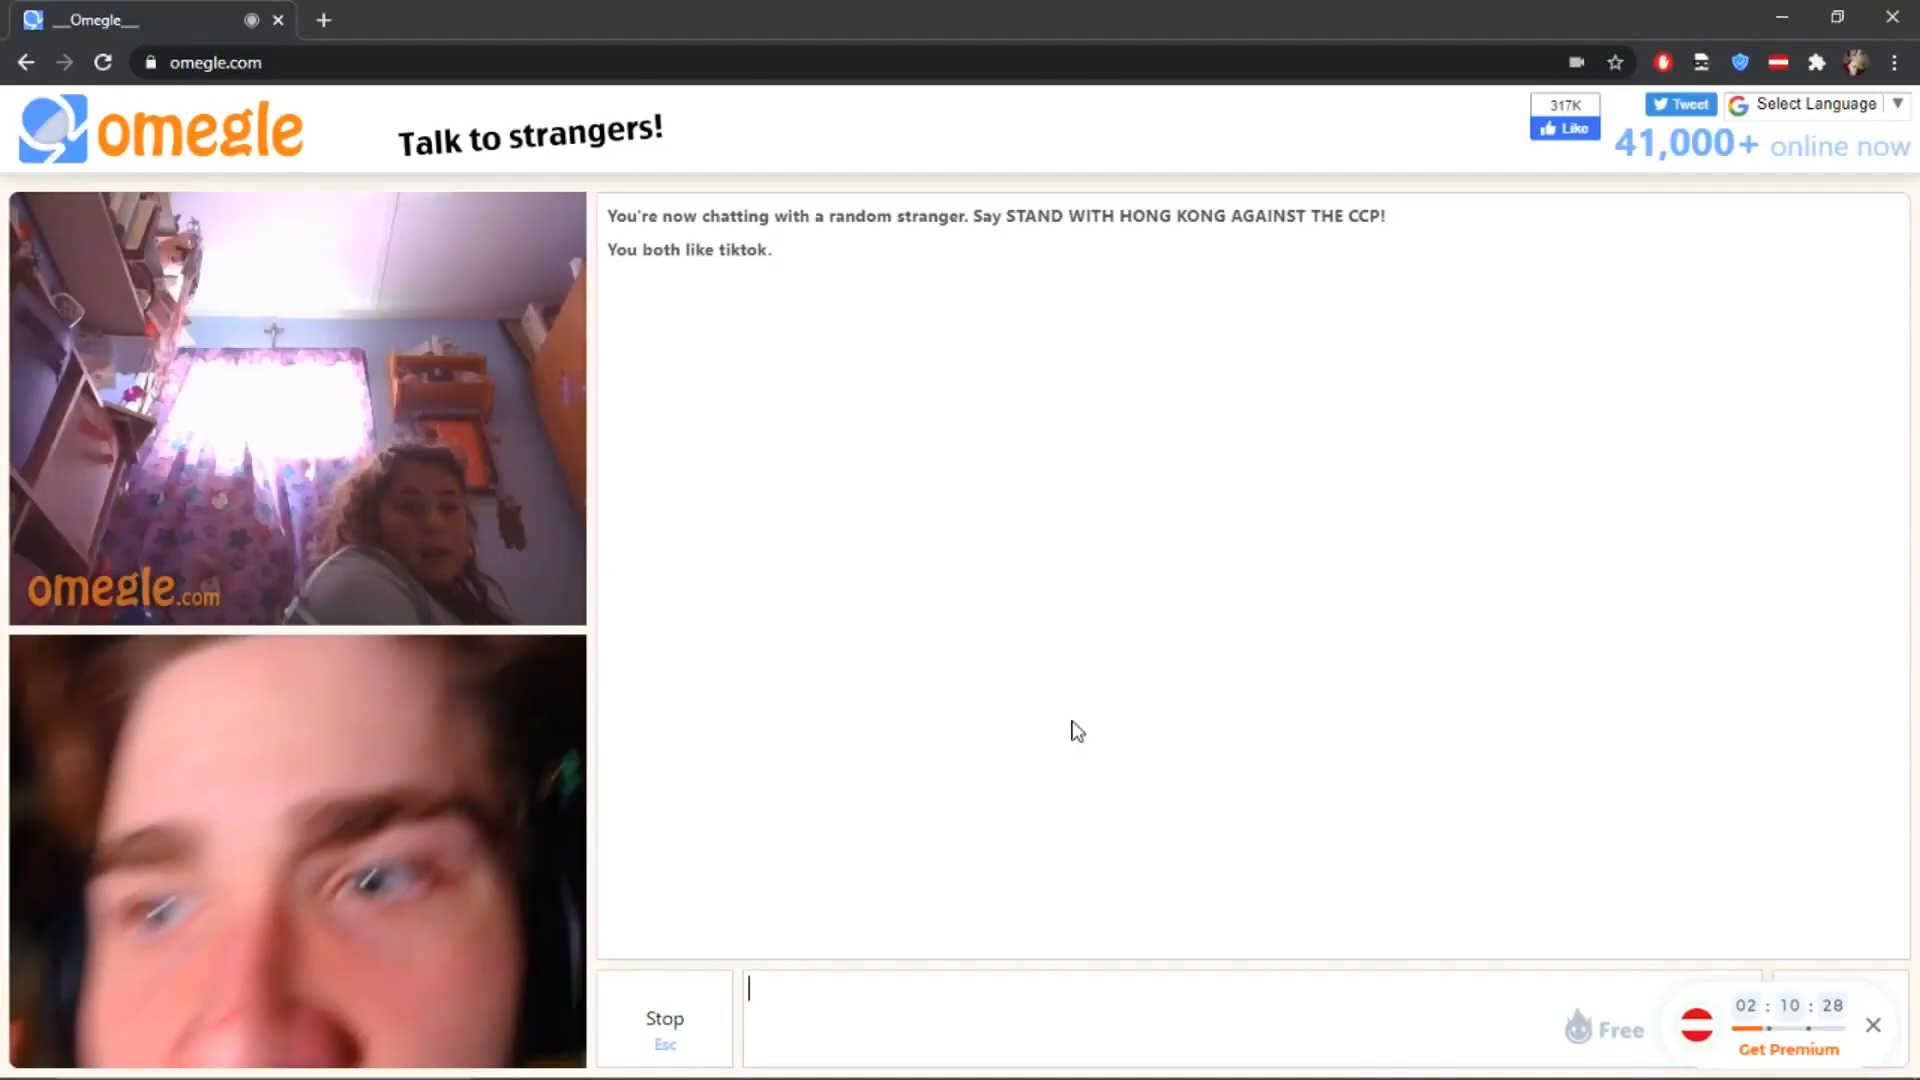 __Omegle__
omegle.com
omegle
Talk to strangers!
317K
Like
Tweet
Select Language
41,000+ online now
You're now chatting with a random stranger. Say STAND WITH HONG KONG AGAINST THE CCP!
You both like tiktok.
omegle.com
Stop
Esc
Free
02 : 10 : 28
Get Premium